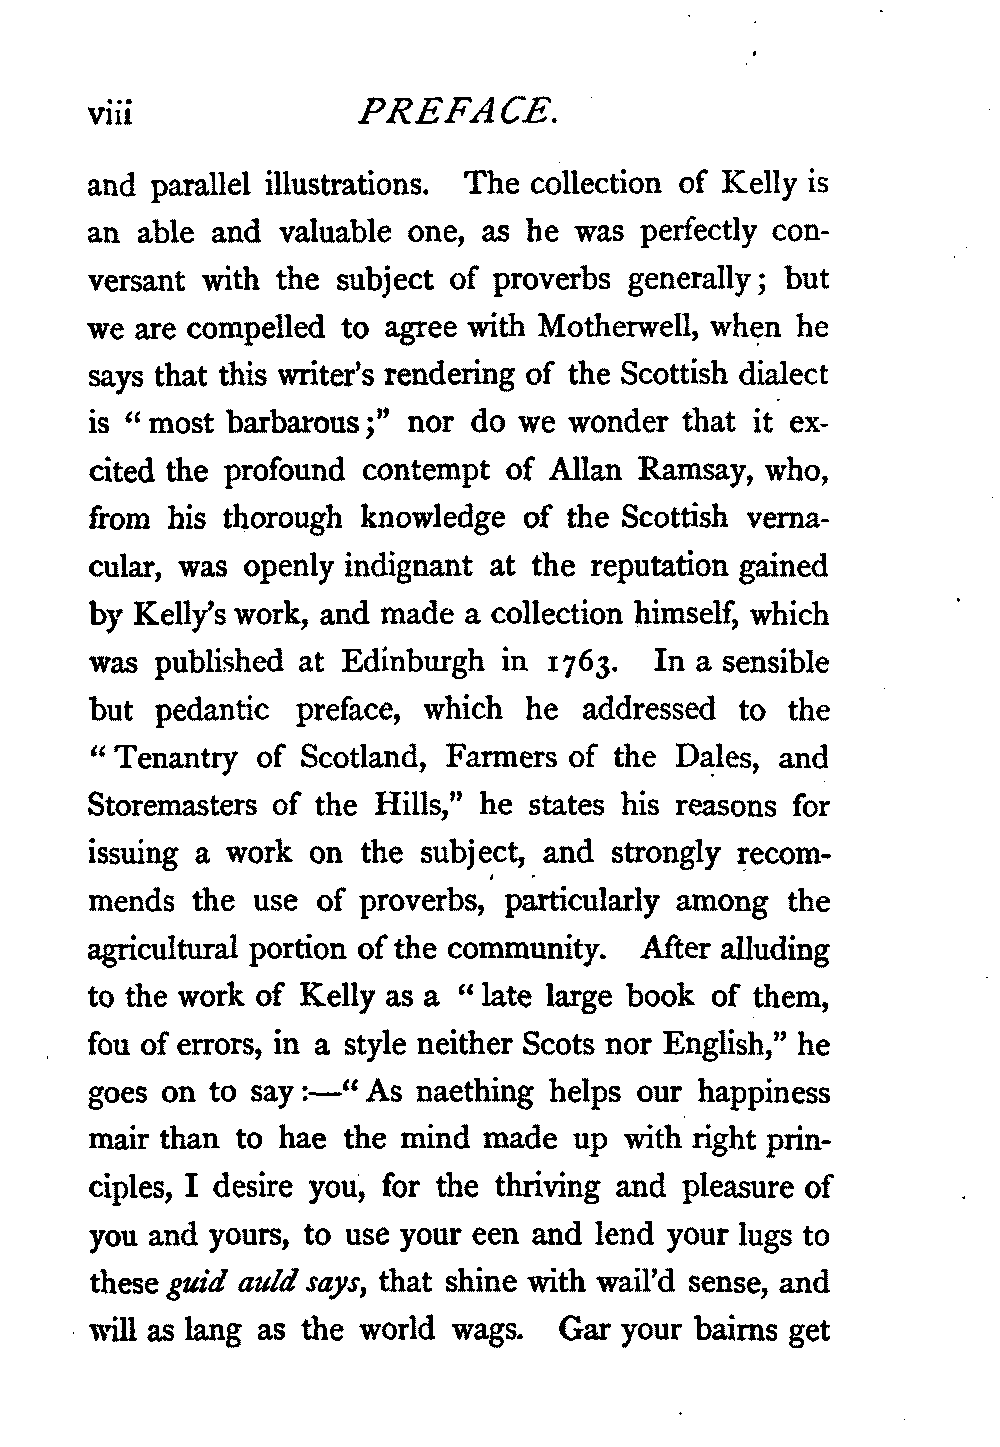 viii PREFACE.
and parallel illustrations. The collection of Kelly is
an able and valuable one, as he was perfectly con-
versant with the subject of proverbs generally; but
we are compelled to agree with Motherwell, when he
says that this writer's rendering of the Scottish dialect
is "most barbarous;" nor do we wonder that it ex-
cited the profound contempt of Allan Ramsay, who,
from his thorough knowledge of the Scottish verna-
cular, was openly indignant at the reputation gained
by Kelly's work, and made a collection himself, which
was published at Edinburgh in 1763. In a sensible
but pedantic preface, which he addressed to the
"Tenantry of Scotland, Farmers of the Dales, and
Storemasters of the Hills," he states his reasons for
issuing a work on the subject, and strongly recom-
mends the use of proverbs, particularly among the
agricultural portion of the community. After alluding
to the work of Kelly as a "late large book of them,
fou of errors, in a style neither Scots nor English," he
goes on to say:—"As naething helps our happiness
mair than to hae the mind made up with right prin-
ciples, I desire you, for the thriving and pleasure of
you and yours, to use your een and lend your lugs to
these guid auld says, that shine with wail'd sense, and
will as lang as the world wags. Gar your bairns get